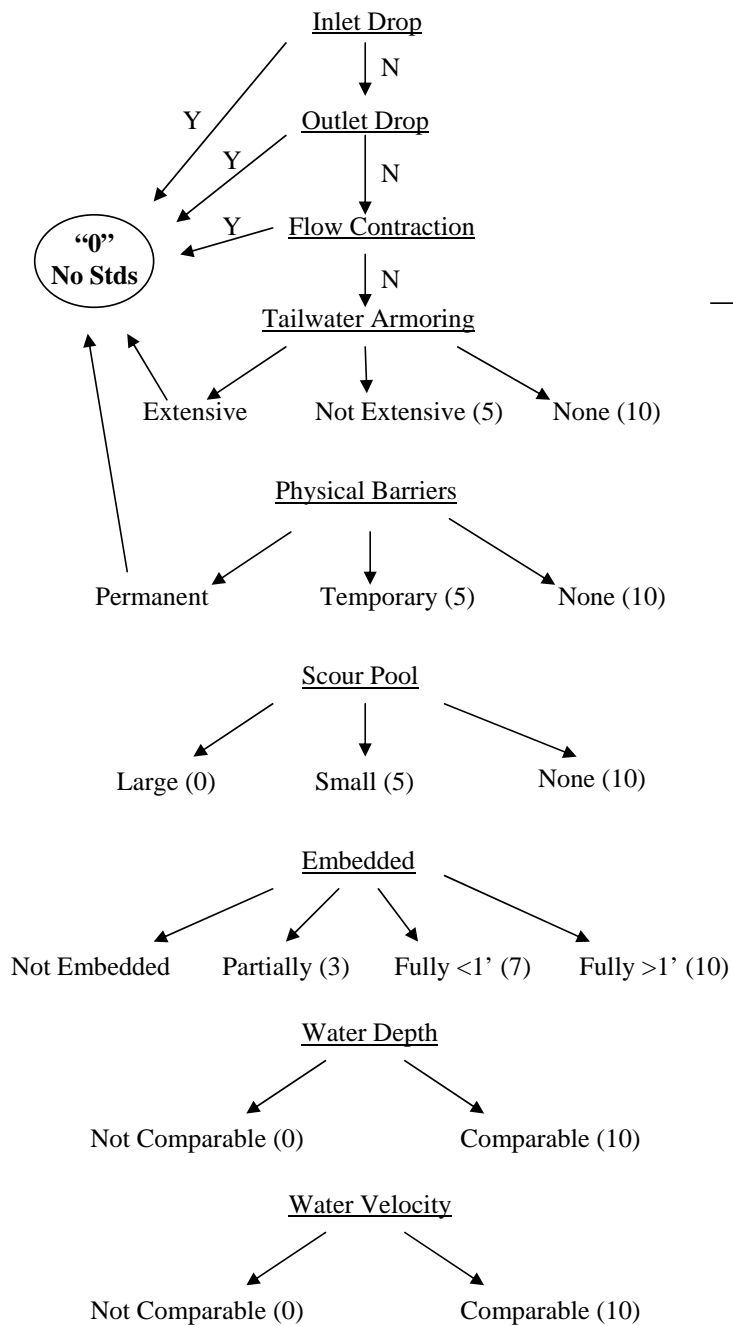 Inlet Drop
N
Y
Outlet Drop
Y
N
“0”
No Stds
Y
Flow Contraction
N
Tailwater Armoring
Extensive Not Extensive (5) None (10)
Physical Barriers
Permanent Temporary (5) None (10)
Scour Pool
Large (0) Small (5) None (10)
Embedded
Not Embedded Partially (3) Fully <1’ (7) Fully >1’ (10)
Water Depth
Not Comparable (0) Comparable (10)
Water Velocity
Not Comparable (0) Comparable (10)